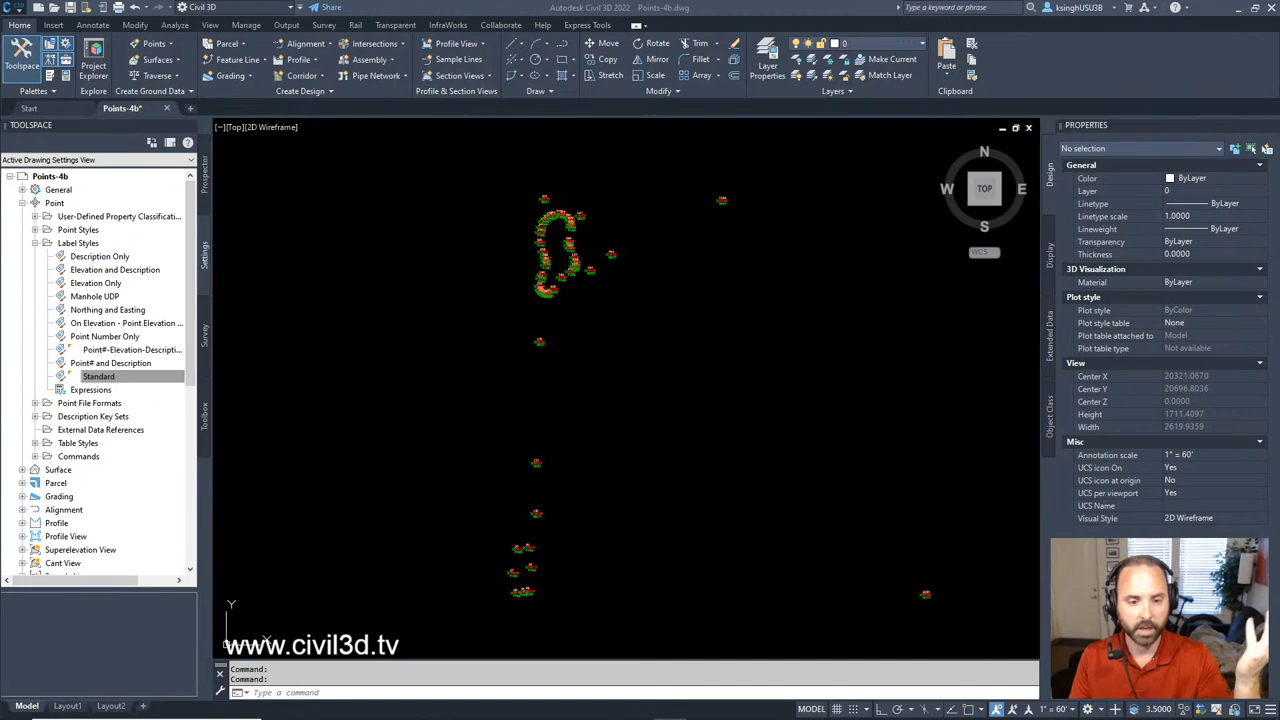 Civil 3D
Share
Autodesk Civil 3D 2022  Points-4b.dwg
Type a keyword or phrase
ksinghUSU3B
Home Insert Annotate Modify Analyze View Manage Output Survey Rail Transparent InfraWorks Collaborate Help Express Tools
Points Parcel Alignment Intersections Profile View Move Rotate Trim 0
Surfaces Feature Line Profile Assembly Sample Lines Copy Mirror Fillet Make Current
Traverse Grading Corridor Pipe Network Section Views Stretch Scale Array Match Layer
Toolspace
Project Explorer
Layer Properties
Paste
Palettes Explore Create Ground Data Create Design Profile & Section Views Draw Modify Layers Clipboard
Start Points-4b*
TOOLSPACE
Active Drawing Settings View
Points-4b
General
Point
User-Defined Property Classificati...
Point Styles
Label Styles
Description Only
Elevation and Description
Elevation Only
Manhole UDP
Northing and Easting
On Elevation - Point Elevation ...
Point Number Only
Point#-Elevation-Descripti...
Point# and Description
Standard
Expressions
Point File Formats
Description Key Sets
External Data References
Table Styles
Commands
Surface
Parcel
Grading
Alignment
Profile
Profile View
Superelevation View
Cant View
Prospector
Settings
Survey
Toolbox
[−][Top][2D Wireframe]
N
W TOP E
S
WCS
Y
www.civil3d.tv
Command:
Command:
Type a command
Model Layout1 Layout2
MODEL 1" = 60' 3.5000
PROPERTIES
No selection
General
Color ByLayer
Layer 0
Linetype ByLayer
Linetype scale 1.0000
Lineweight ByLayer
Transparency ByLayer
Thickness 0.0000
3D Visualization
Material ByLayer
Plot style
Plot style ByColor
Plot style table None
Plot table attached to Model
Plot table type Not available
View
Center X 20321.0670
Center Y 20696.8036
Center Z 0.0000
Height 1711.4097
Width 2619.9359
Misc
Annotation scale 1" = 60'
UCS icon On Yes
UCS icon at origin No
UCS per viewport Yes
UCS Name
Visual Style 2D Wireframe
Design
Display
Extended Data
Object Class